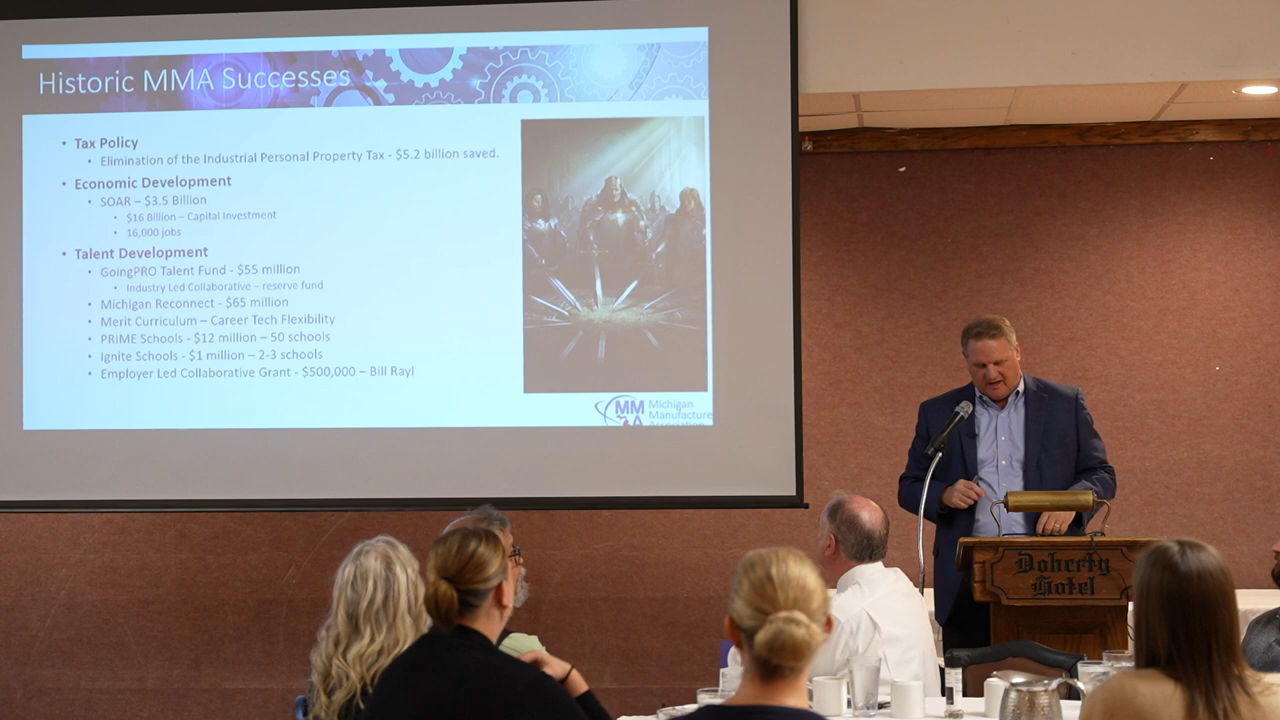 Historic MMA Successes
• Tax Policy
• Elimination of the Industrial Personal Property Tax - $5.2 billion saved.
• Economic Development
• SOAR – $3.5 Billion
• $16 Billion – Capital Investment
• 16,000 jobs
• Talent Development
• GoingPRO Talent Fund - $55 million
• Industry Led Collaborative – reserve fund
• Michigan Reconnect - $65 million
• Merit Curriculum – Career Tech Flexibility
• PRiME Schools - $12 million – 50 schools
• Ignite Schools - $1 million – 2-3 schools
• Employer Led Collaborative Grant - $500,000 – Bill Rayl
MM
A
Michigan
Manufacture
Association
Doherty
Hotel